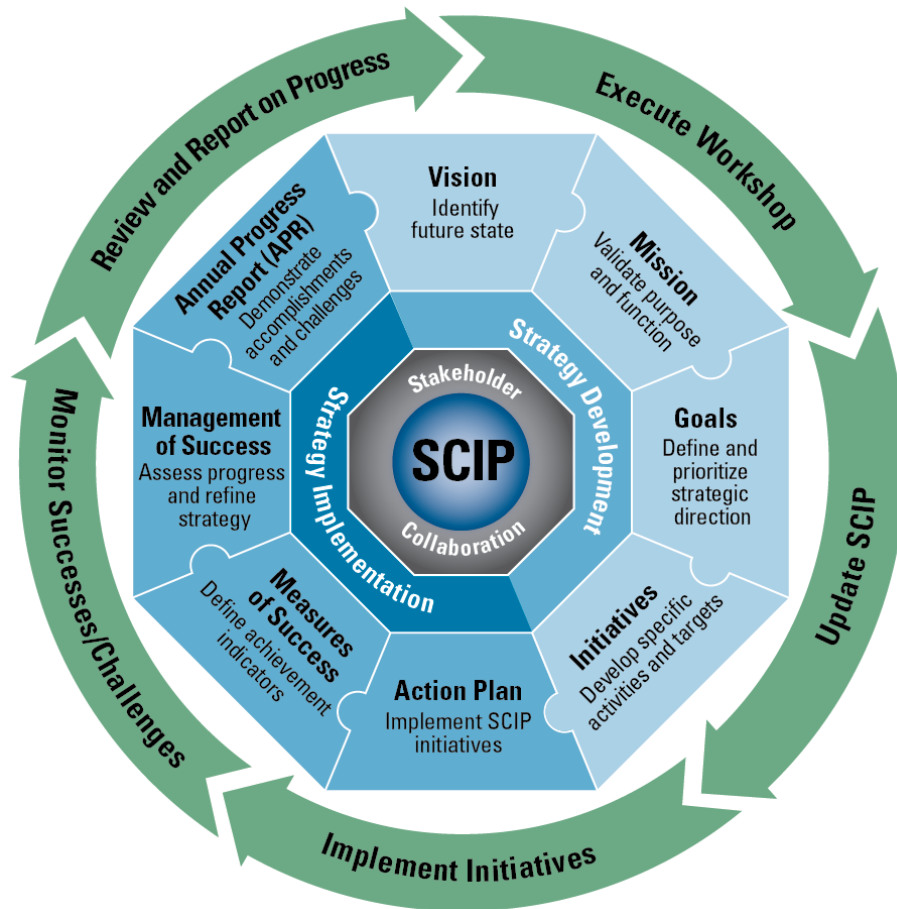 Review and Report on Progress
Execute Workshop
Update SCIP
Implement Initiatives
Monitor Successes/Challenges
Vision
Identify
future state
Mission
Validate purpose
and function
Goals
Define and
prioritize
strategic
direction
Initiatives
Develop specific
activities and targets
Action Plan
Implement SCIP
initiatives
Measures
of Success
Define achievement
indicators
Management
of Success
Assess progress
and refine
strategy
Annual Progress
Report (APR)
Demonstrate
accomplishments
and challenges
Strategy Development
Strategy Implementation
Stakeholder
SCIP
Collaboration